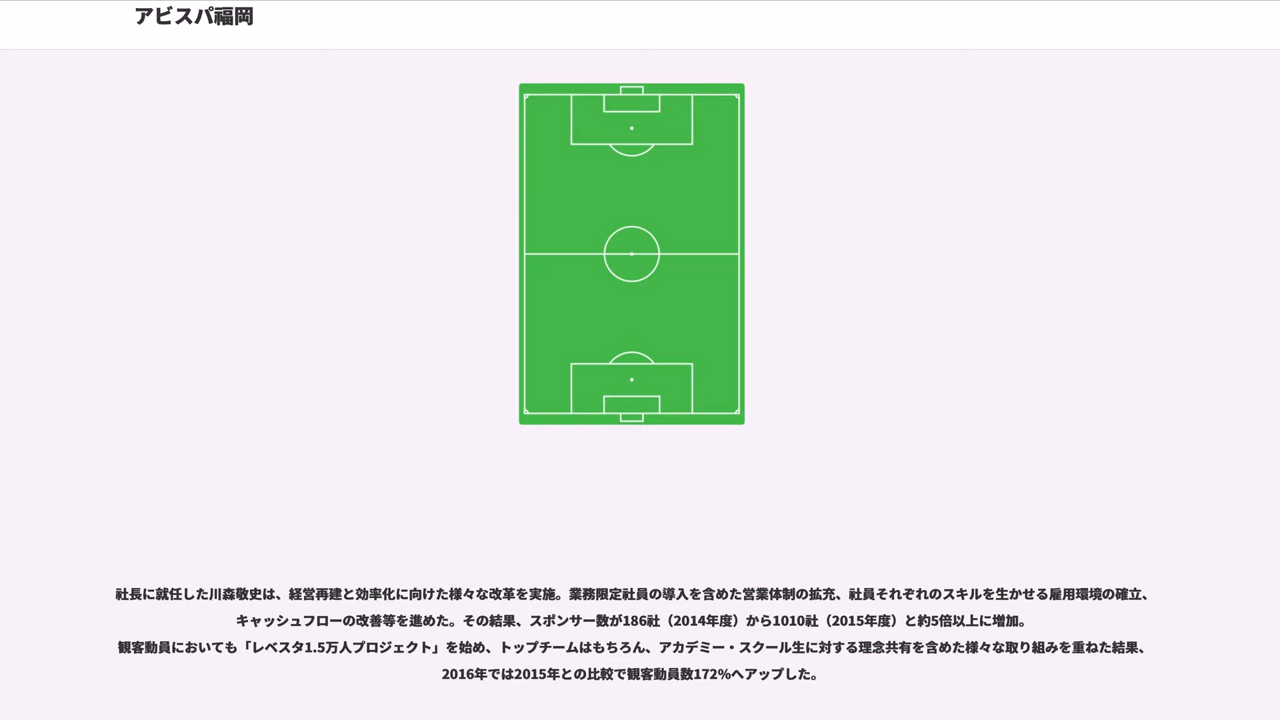 アビスパ福岡
社長に就任した川森敬史は、経営再建と効率化に向けた様々な改革を実施。業務限定社員の導入を含めた営業体制の拡充、社員それぞれのスキルを生かせる雇用環境の確立、
キャッシュフローの改善等を進めた。その結果、スポンサー数が186社（2014年度）から1010社（2015年度）と約5倍以上に増加。
観客動員においても「レベスタ1.5万人プロジェクト」を始め、トップチームはもちろん、アカデミー・スクール生に対する理念共有を含めた様々な取り組みを重ねた結果、
2016年では2015年との比較で観客動員数172%へアップした。